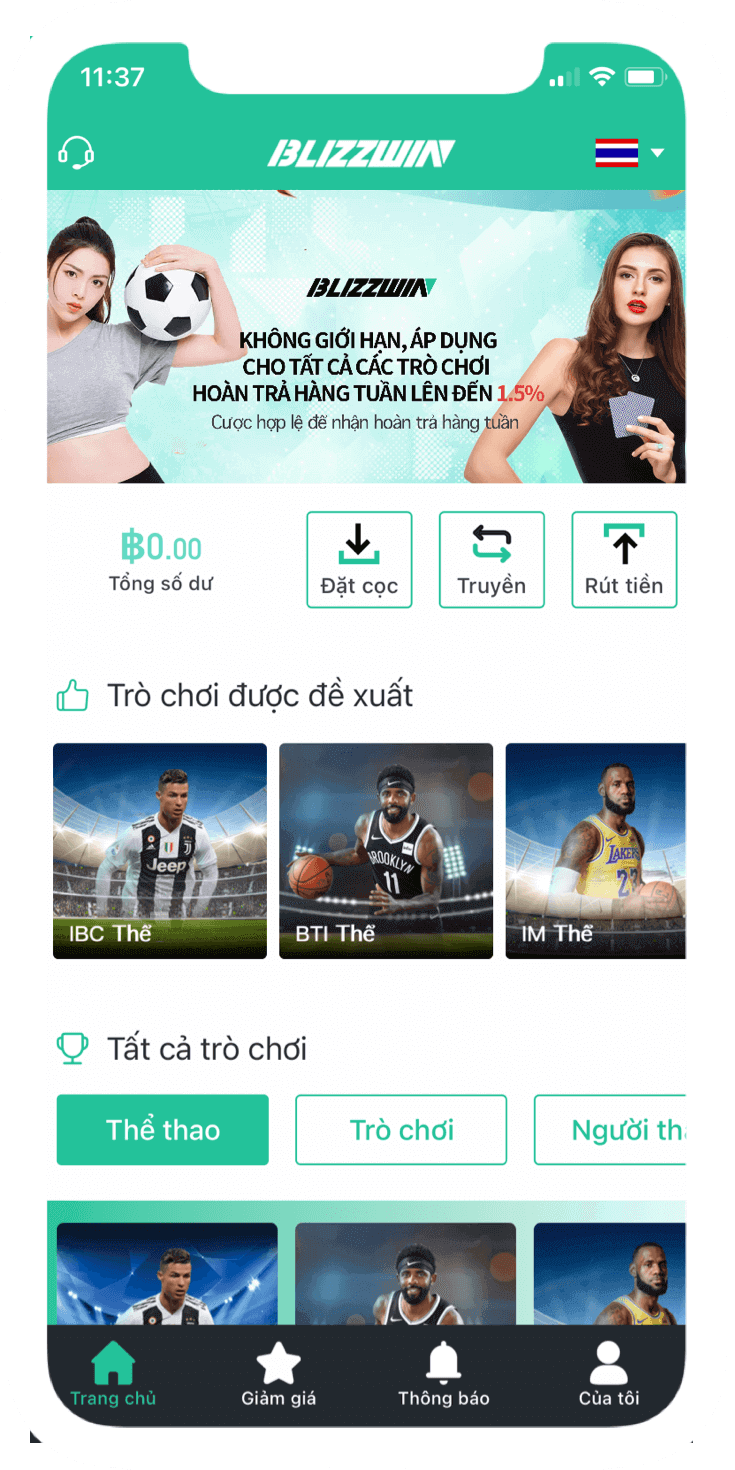 11:37
BLIZZWIN
BLIZZWIN
KHÔNG GIỚI HẠN, ÁP DỤNG
CHO TẤT CẢ CÁC TRÒ CHƠI
HOÀN TRẢ HÀNG TUẦN LÊN ĐẾN 1.5%
Cược hợp lệ để nhận hoàn trả hàng tuần
฿0.00
Tổng số dư
Đặt cọc
Truyền
Rút tiền
Trò chơi được đề xuất
Jeep
BROOKLYN
11
LAKERS
23
IBC Thể
BTI Thể
IM Thể
Tất cả trò chơi
Thể thao
Trò chơi
Người th
Trang chủ
Giảm giá
Thông báo
Của tôi